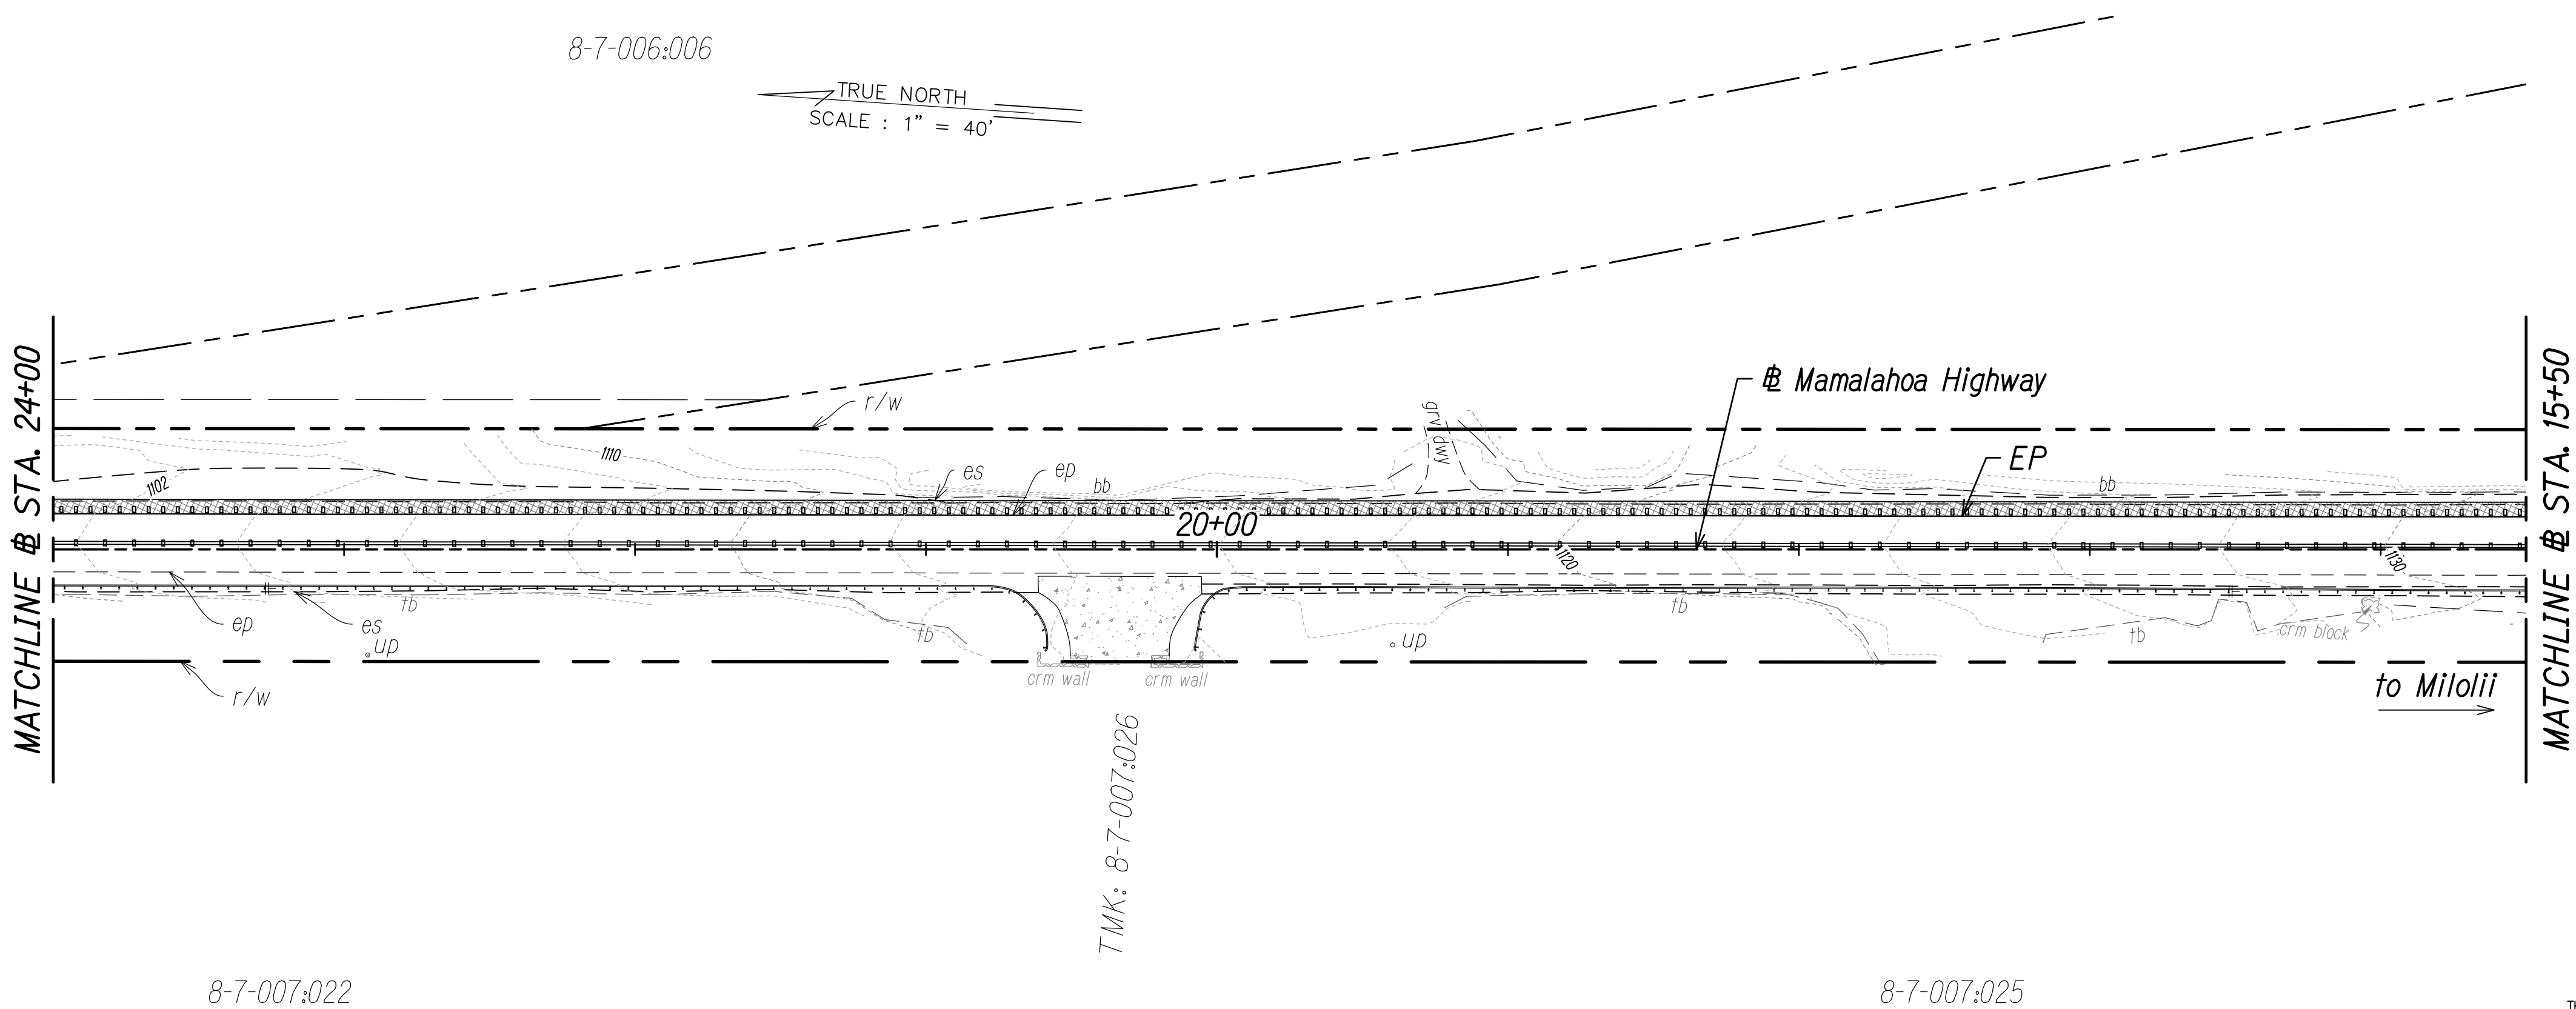 8-7-006:006
TRUE NORTH
SCALE : 1" = 40'
MATCHLINE ℄ STA. 24+00
MATCHLINE ℄ STA. 15+50
℄ Mamalahoa Highway
r/w
grv dwy
EP
1110
es
ep
bb
bb
1102
20+00
1120
1130
tb
tb
tb
tb
ep
es
up
up
crm block
crm wall
crm wall
r/w
to Milolii
TMK: 8-7-007:026
8-7-007:022
8-7-007:025